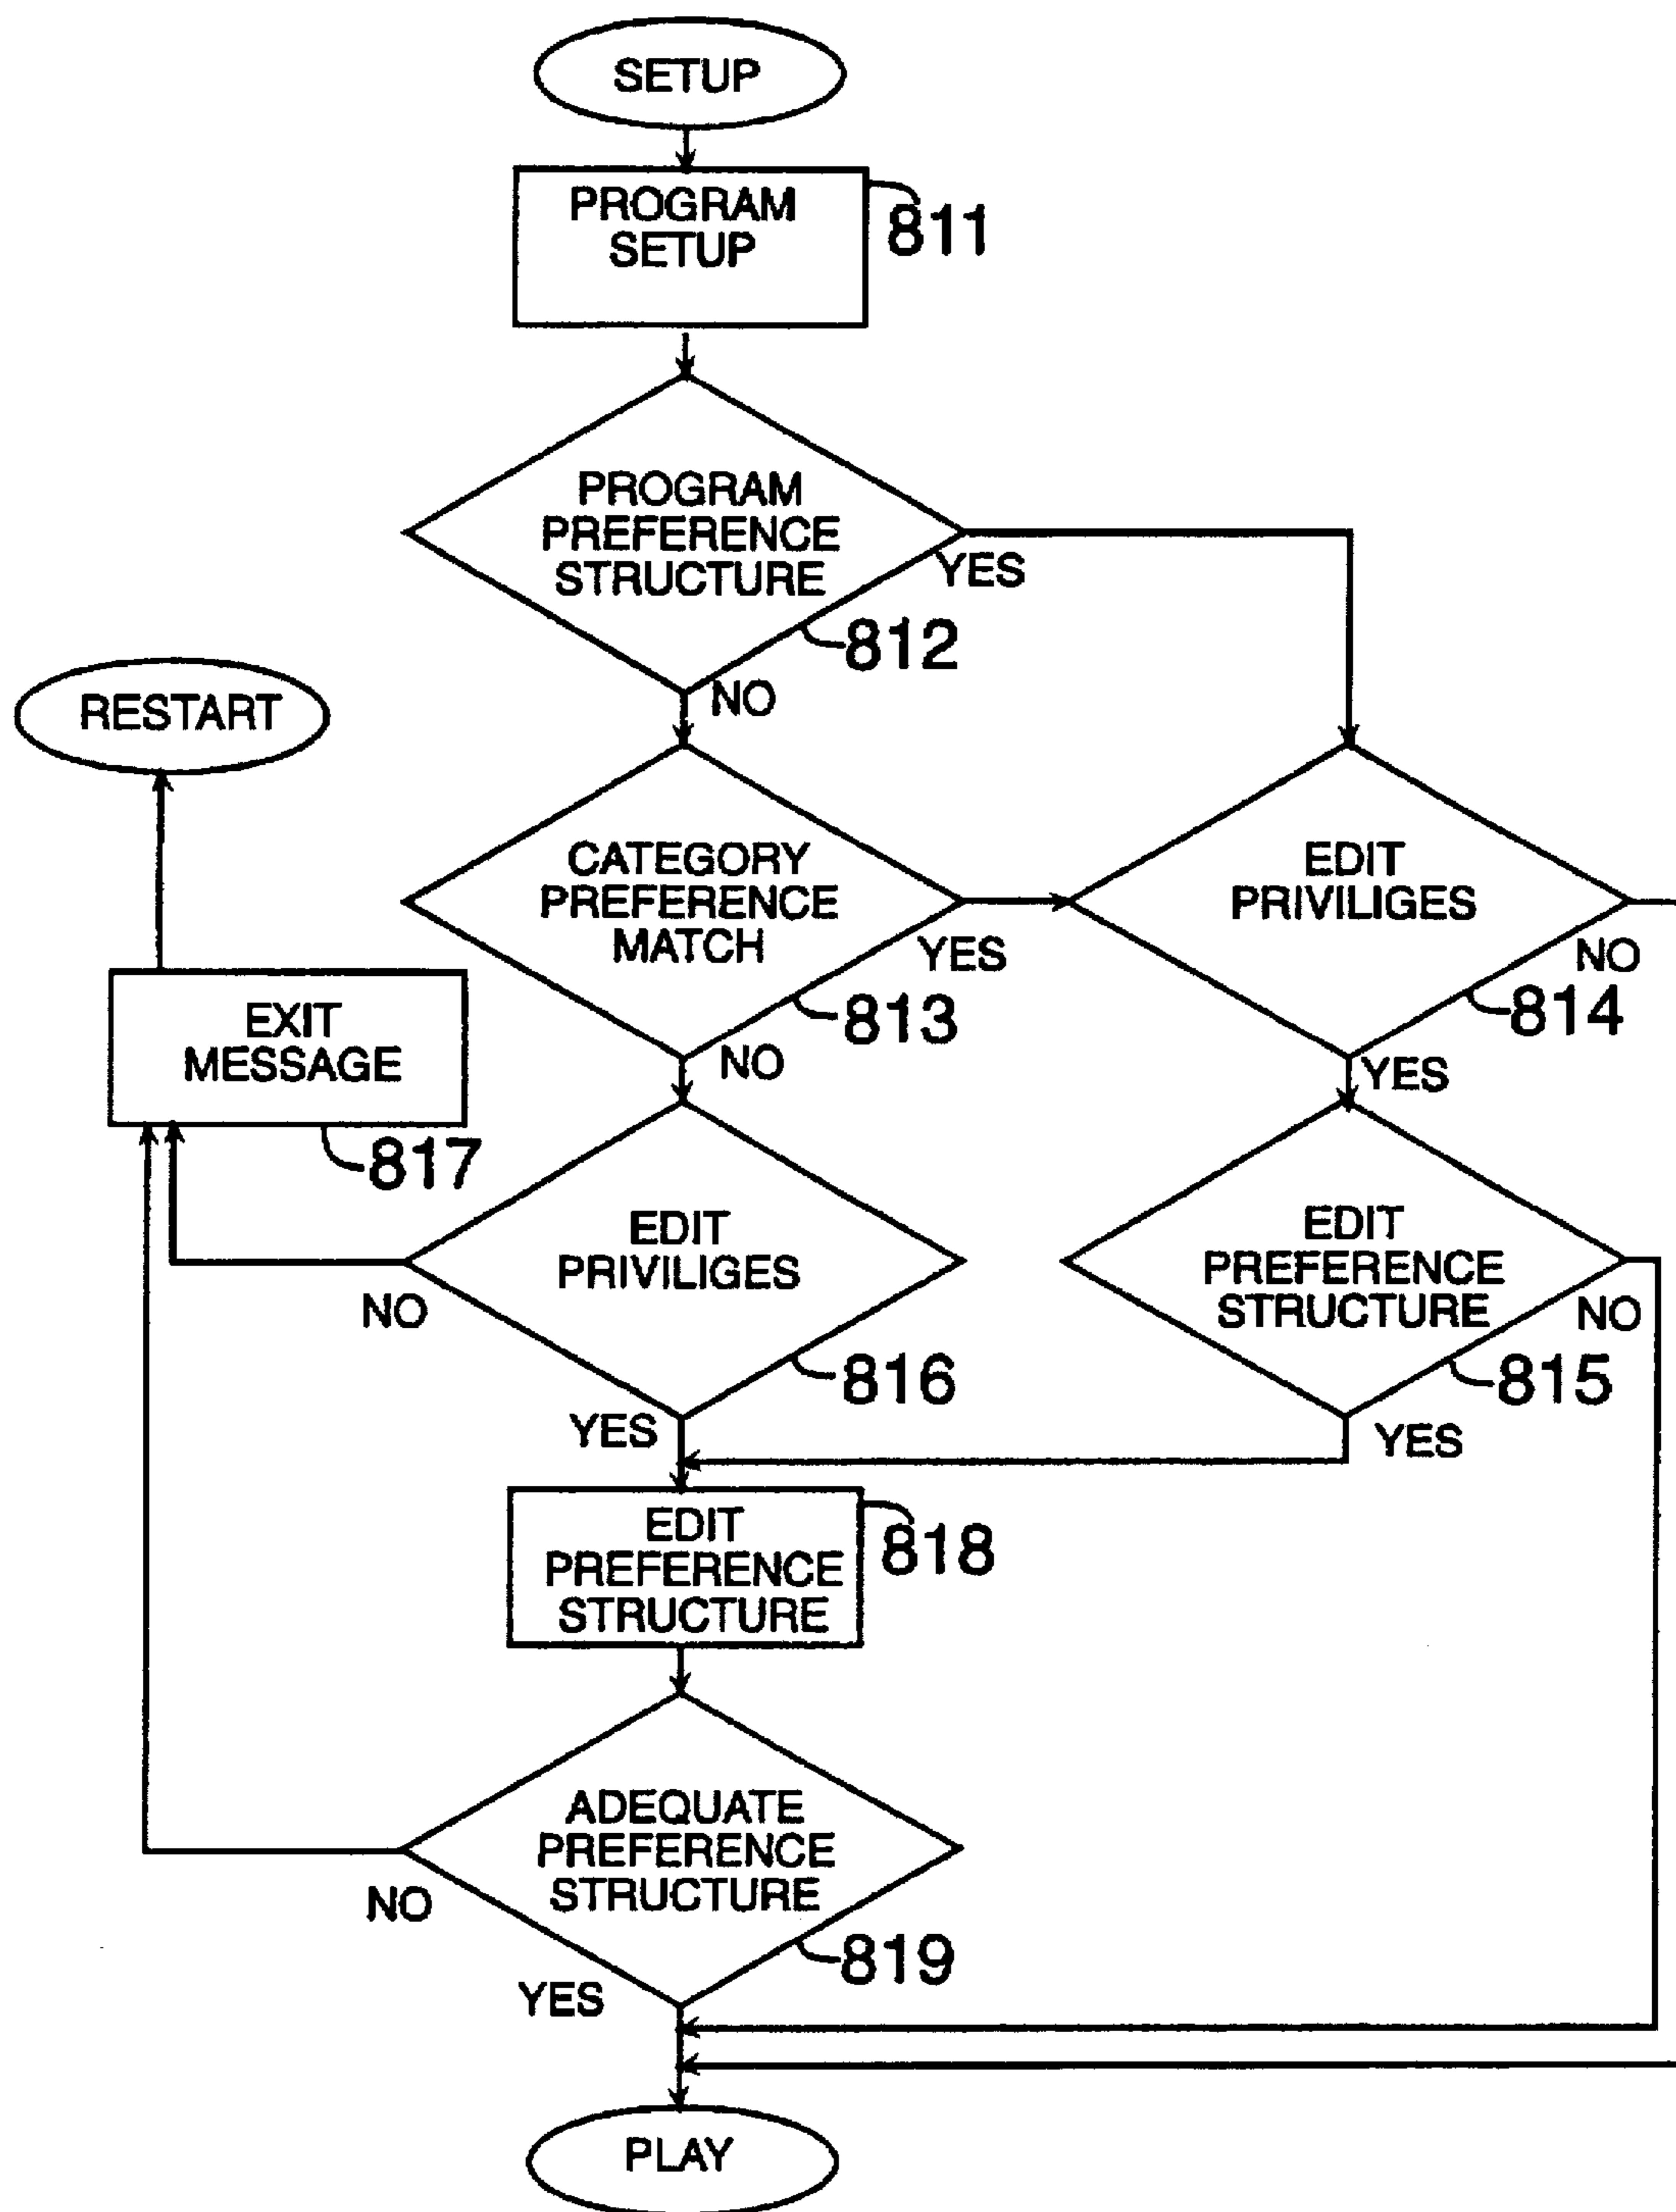 SETUP
PROGRAM
SETUP
811
PROGRAM
PREFERENCE
STRUCTURE
YES
812
NO
RESTART
CATEGORY
PREFERENCE
MATCH
YES
813
NO
EDIT
PRIVILIGES
NO
814
YES
EXIT
MESSAGE
817
EDIT
PRIVILIGES
NO
816
YES
EDIT
PREFERENCE
STRUCTURE
NO
815
YES
EDIT
PREFERENCE
STRUCTURE
818
ADEQUATE
PREFERENCE
STRUCTURE
NO
819
YES
PLAY